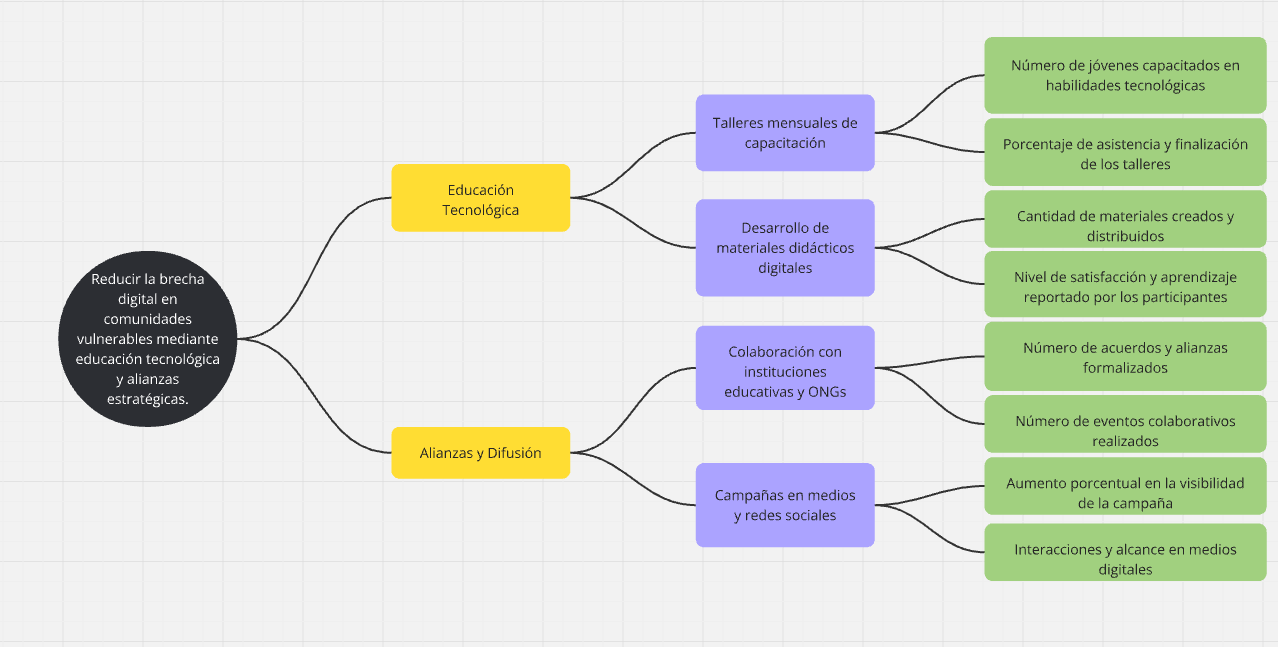 Reducir la brecha
digital en
comunidades
vulnerables mediante
educación tecnológica
y alianzas
estratégicas.
Educación
Tecnológica
Talleres mensuales de
capacitación
Número de jóvenes capacitados en
habilidades tecnológicas
Porcentaje de asistencia y finalización
de los talleres
Desarrollo de
materiales didácticos
digitales
Cantidad de materiales creados y
distribuidos
Nivel de satisfacción y aprendizaje
reportado por los participantes
Alianzas y Difusión
Colaboración con
instituciones
educativas y ONGs
Número de acuerdos y alianzas
formalizados
Número de eventos colaborativos
realizados
Campañas en medios
y redes sociales
Aumento porcentual en la visibilidad
de la campaña
Interacciones y alcance en medios
digitales